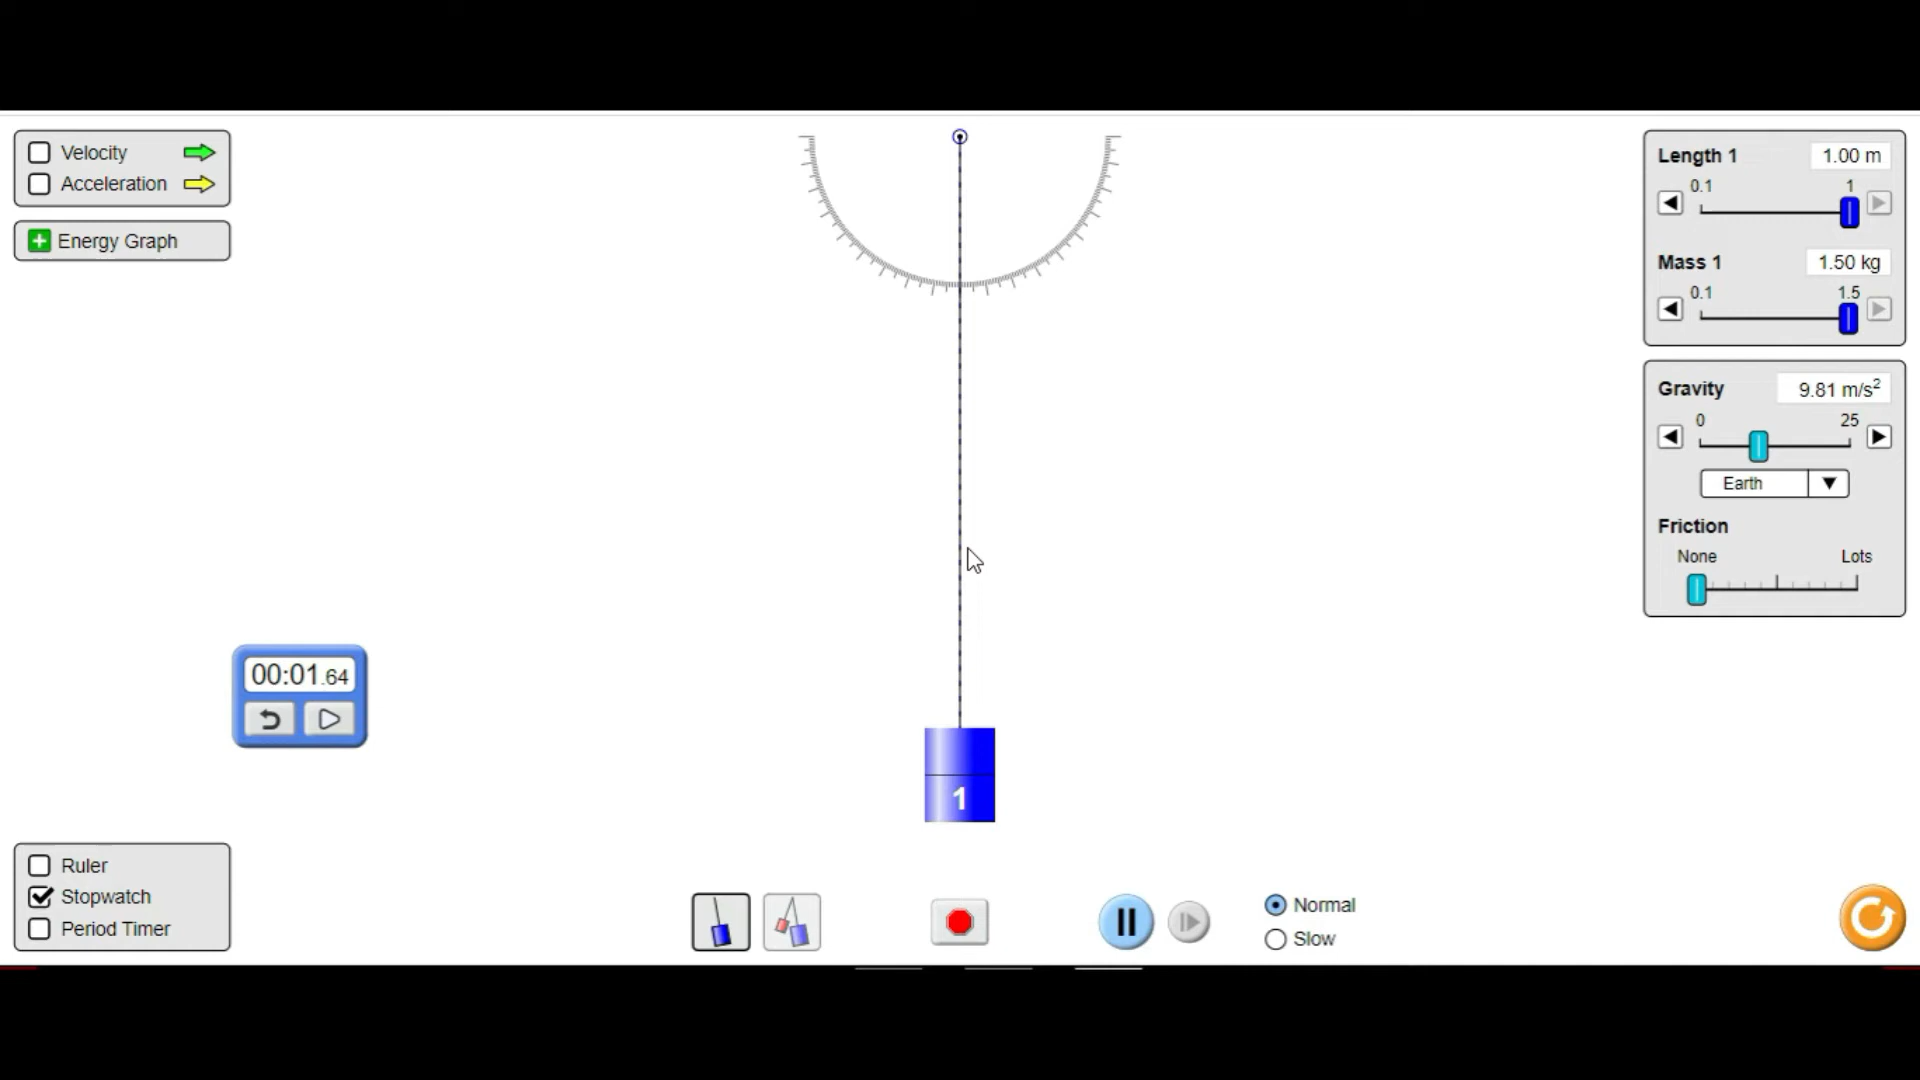 Velocity
Acceleration
Energy Graph
Length 1 1.00 m
0.1 1
Mass 1 1.50 kg
0.1 1.5
Gravity 9.81 m/s²
0 25
Earth
Friction
None Lots
00:01.64
1
Ruler
Stopwatch
Period Timer
Normal
Slow